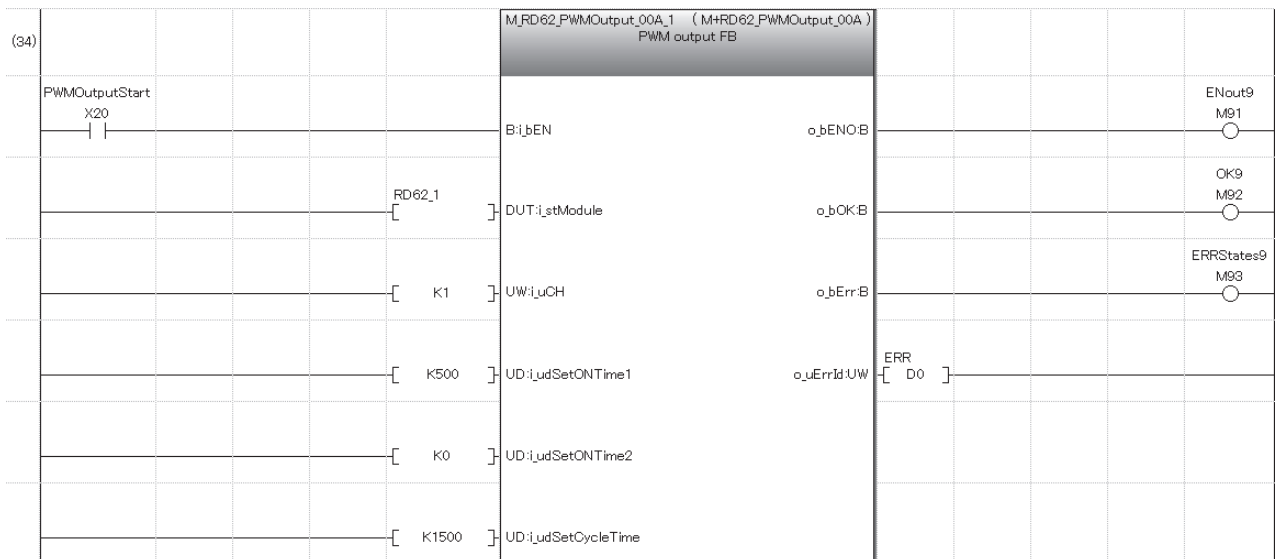 M_RD62_PWMOutput_00A_1 (M+RD62_PWMOutput_00A)
PWM output FB
(34)
PWMOutputStart
X20
B:i_bEN
o_bENO:B
ENout9
M91
RD62_1
DUT:i_stModule
o_bOK:B
OK9
M92
K1
UW:i_uCH
o_bErr:B
ERRStates9
M93
K500
UD:i_udSetONTime1
o_uErrId:UW
ERR
D0
K0
UD:i_udSetONTime2
K1500
UD:i_udSetCycleTime